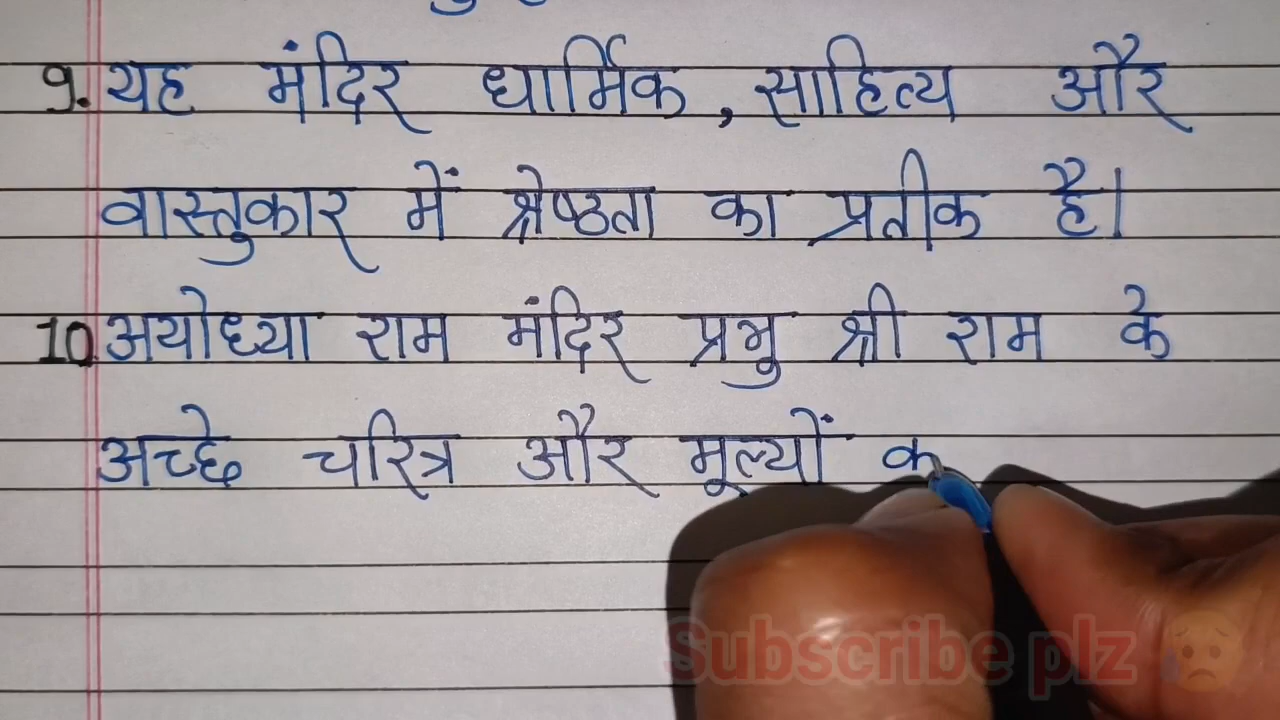 9. यह मंदिर धार्मिक, साहित्य और
वास्तुकार में श्रेष्ठता का प्रतीक है।
10 अयोध्या राम मंदिर प्रभु श्री राम के
अच्छे चरित्र और मूल्यों क
Subscribe plz 😥